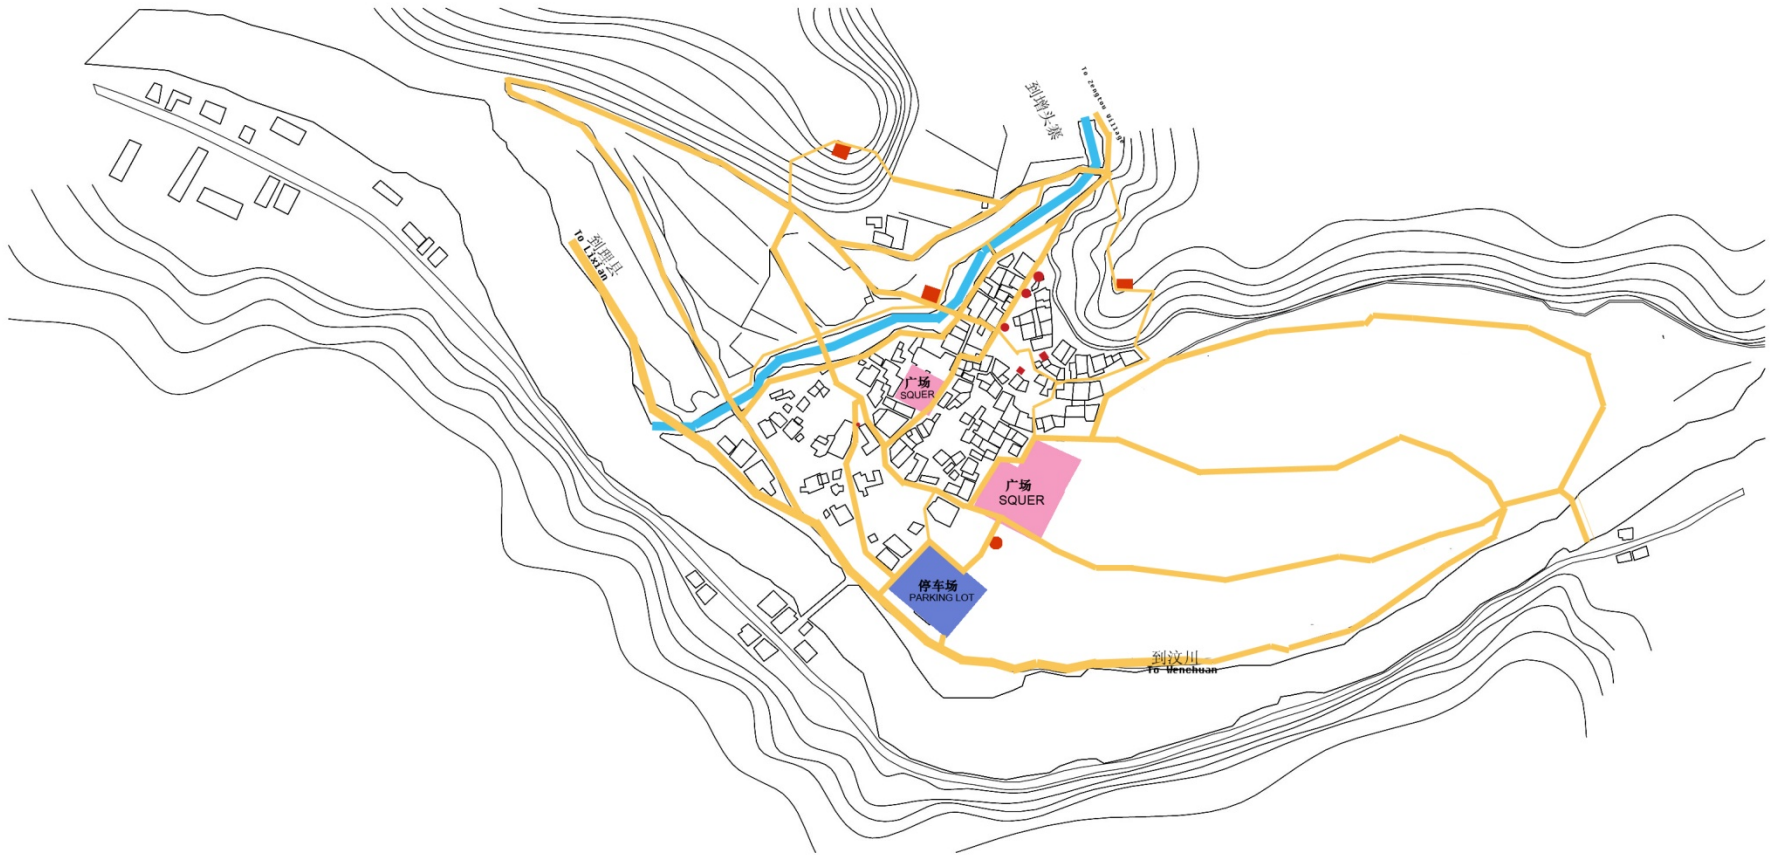 到增头寨
To Zengtou village
到理县
To Lixian
广场
SQUER
广场
SQUER
停车场
PARKING LOT
到汶川
To Wenchuan